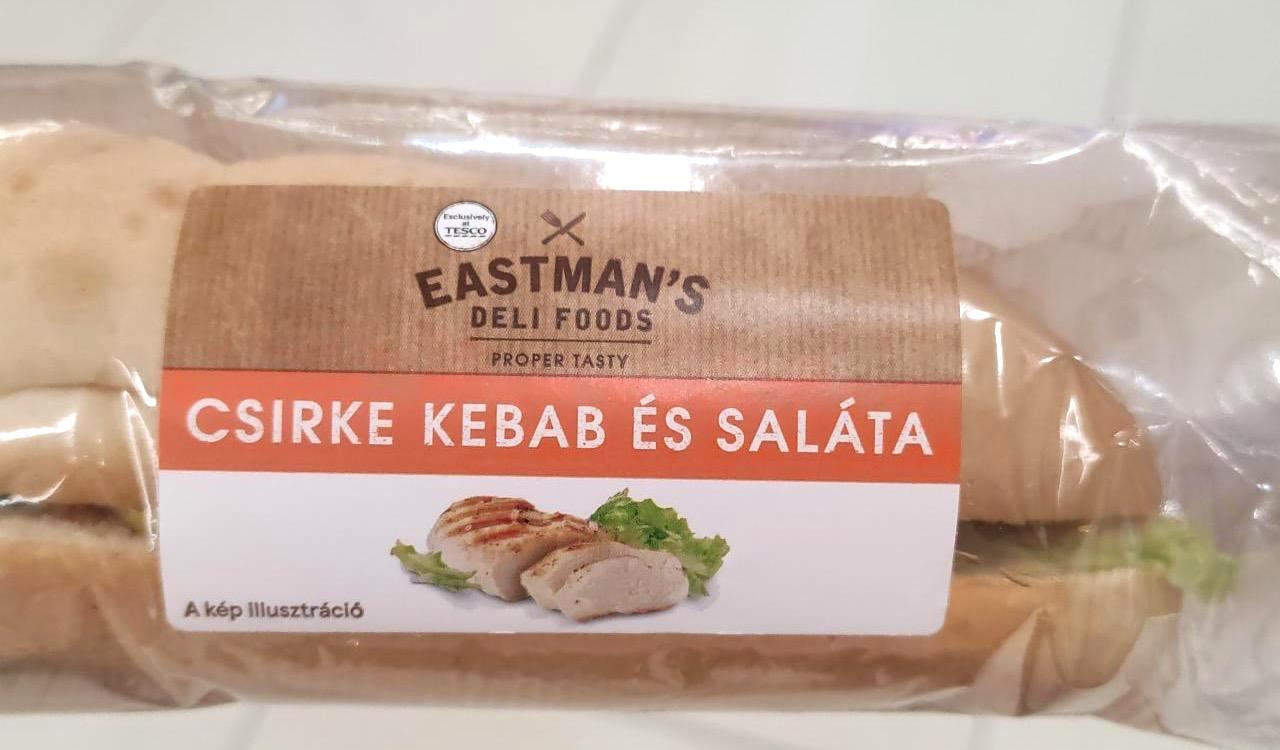 Exclusively
at
TESCO
EASTMAN'S
DELI FOODS
PROPER TASTY
CSIRKE KEBAB ÉS SALÁTA
A kép illusztráció